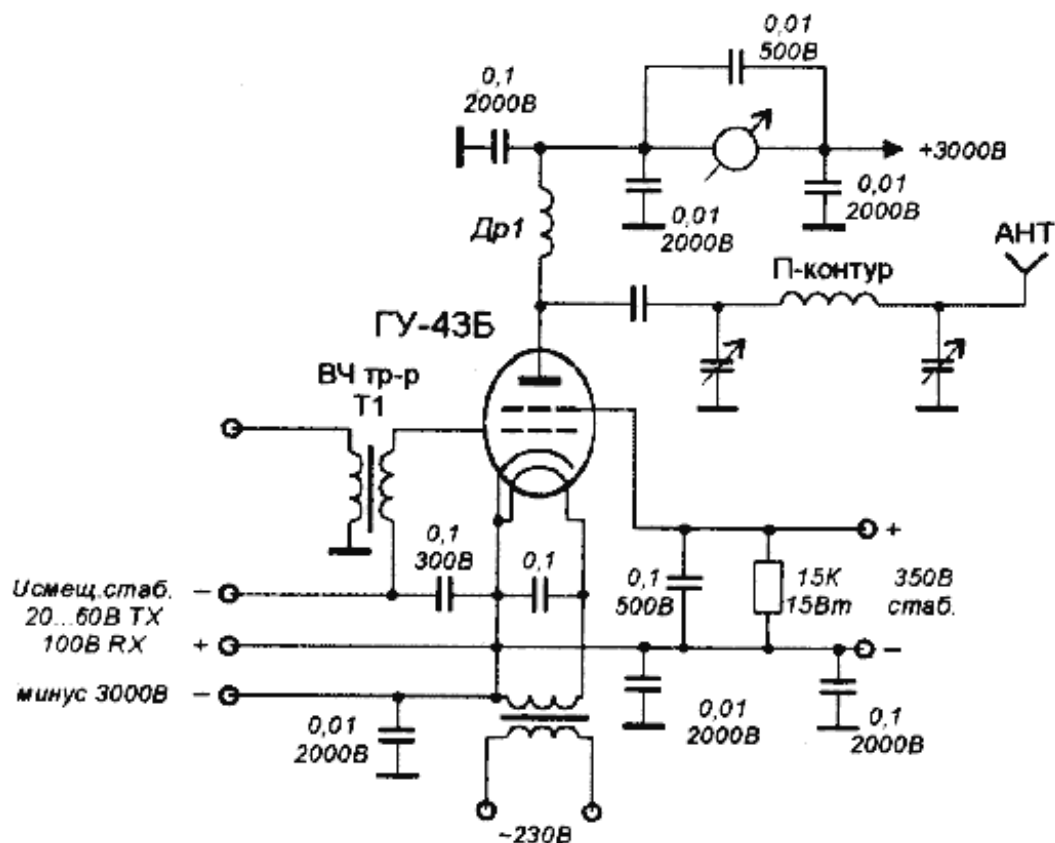 0,01
500В
0,1
2000В
+3000В
0,01
2000В
0,01
2000В
Др1
АНТ
П-контур
ГУ-43Б
ВЧ тр-р
Т1
0,1
300В
0,1
0,1
500В
15К
15Вт
+
350В
стаб.
−
Uсмещ.стаб.
20...60В TX
100В RX
−
+
минус 3000В
−
0,01
2000В
0,01
2000В
0,1
2000В
~230В